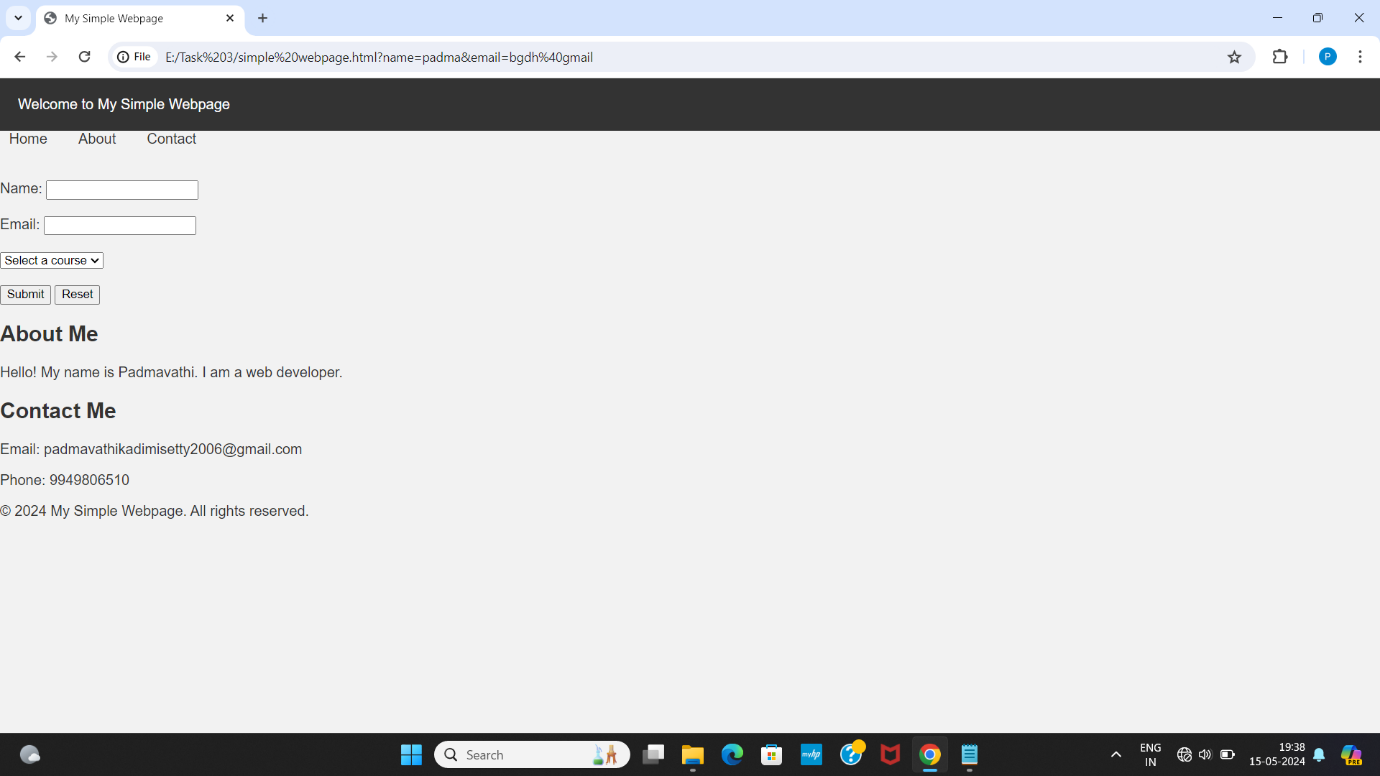 My Simple Webpage
File E:/Task%203/simple%20webpage.html?name=padma&email=bgdh%40gmail
P
Welcome to My Simple Webpage
Home About Contact
Name:
Email:
Select a course
Submit Reset
About Me
Hello! My name is Padmavathi. I am a web developer.
Contact Me
Email: padmavathikadimisetty2006@gmail.com
Phone: 9949806510
© 2024 My Simple Webpage. All rights reserved.
Search
myhp
ENG
IN
19:38
15-05-2024
PRE